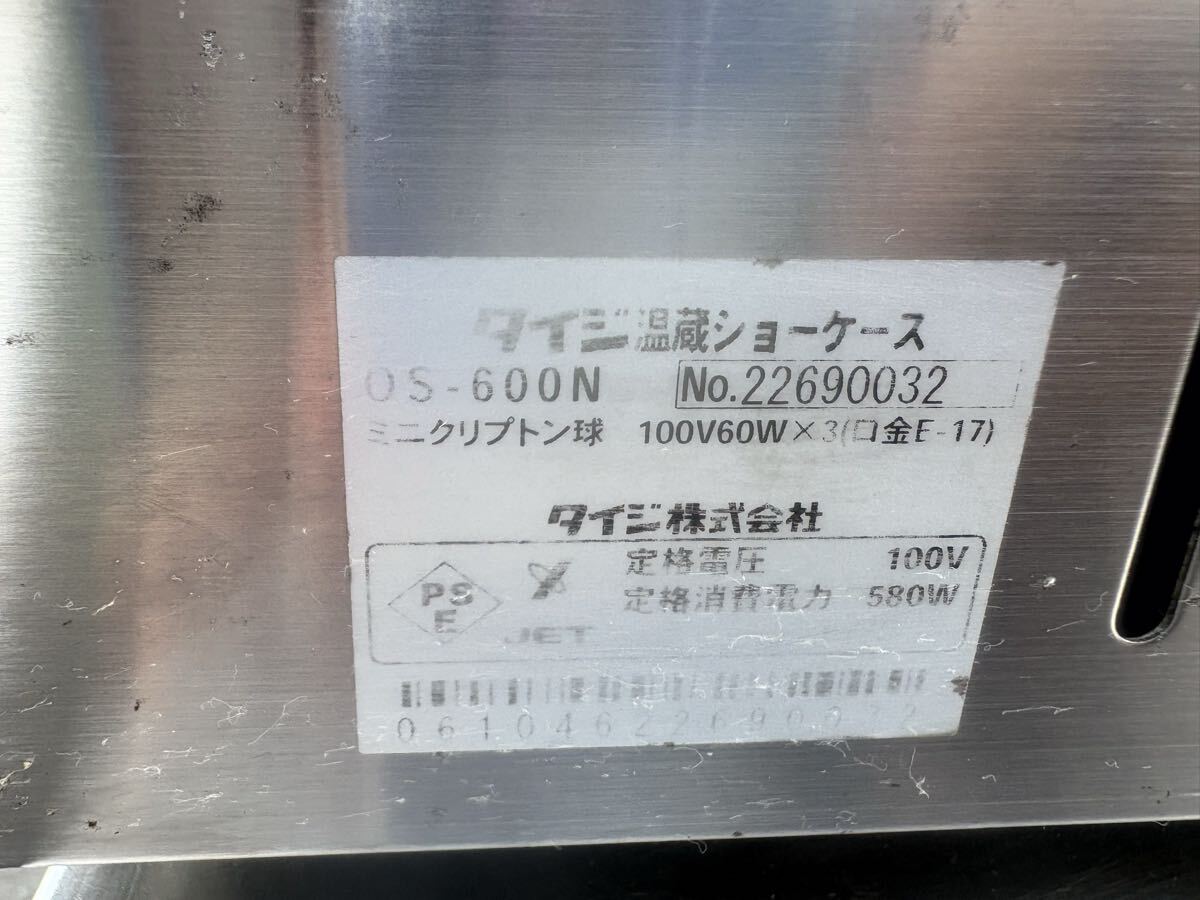 タイジ温蔵ショーケース
OS-600N No.22690032
ミニクリプトン球 100V60W×3(口金E-17)
タイジ株式会社
PS
E
JET
定格電圧 100V
定格消費電力 580W
06104622690032